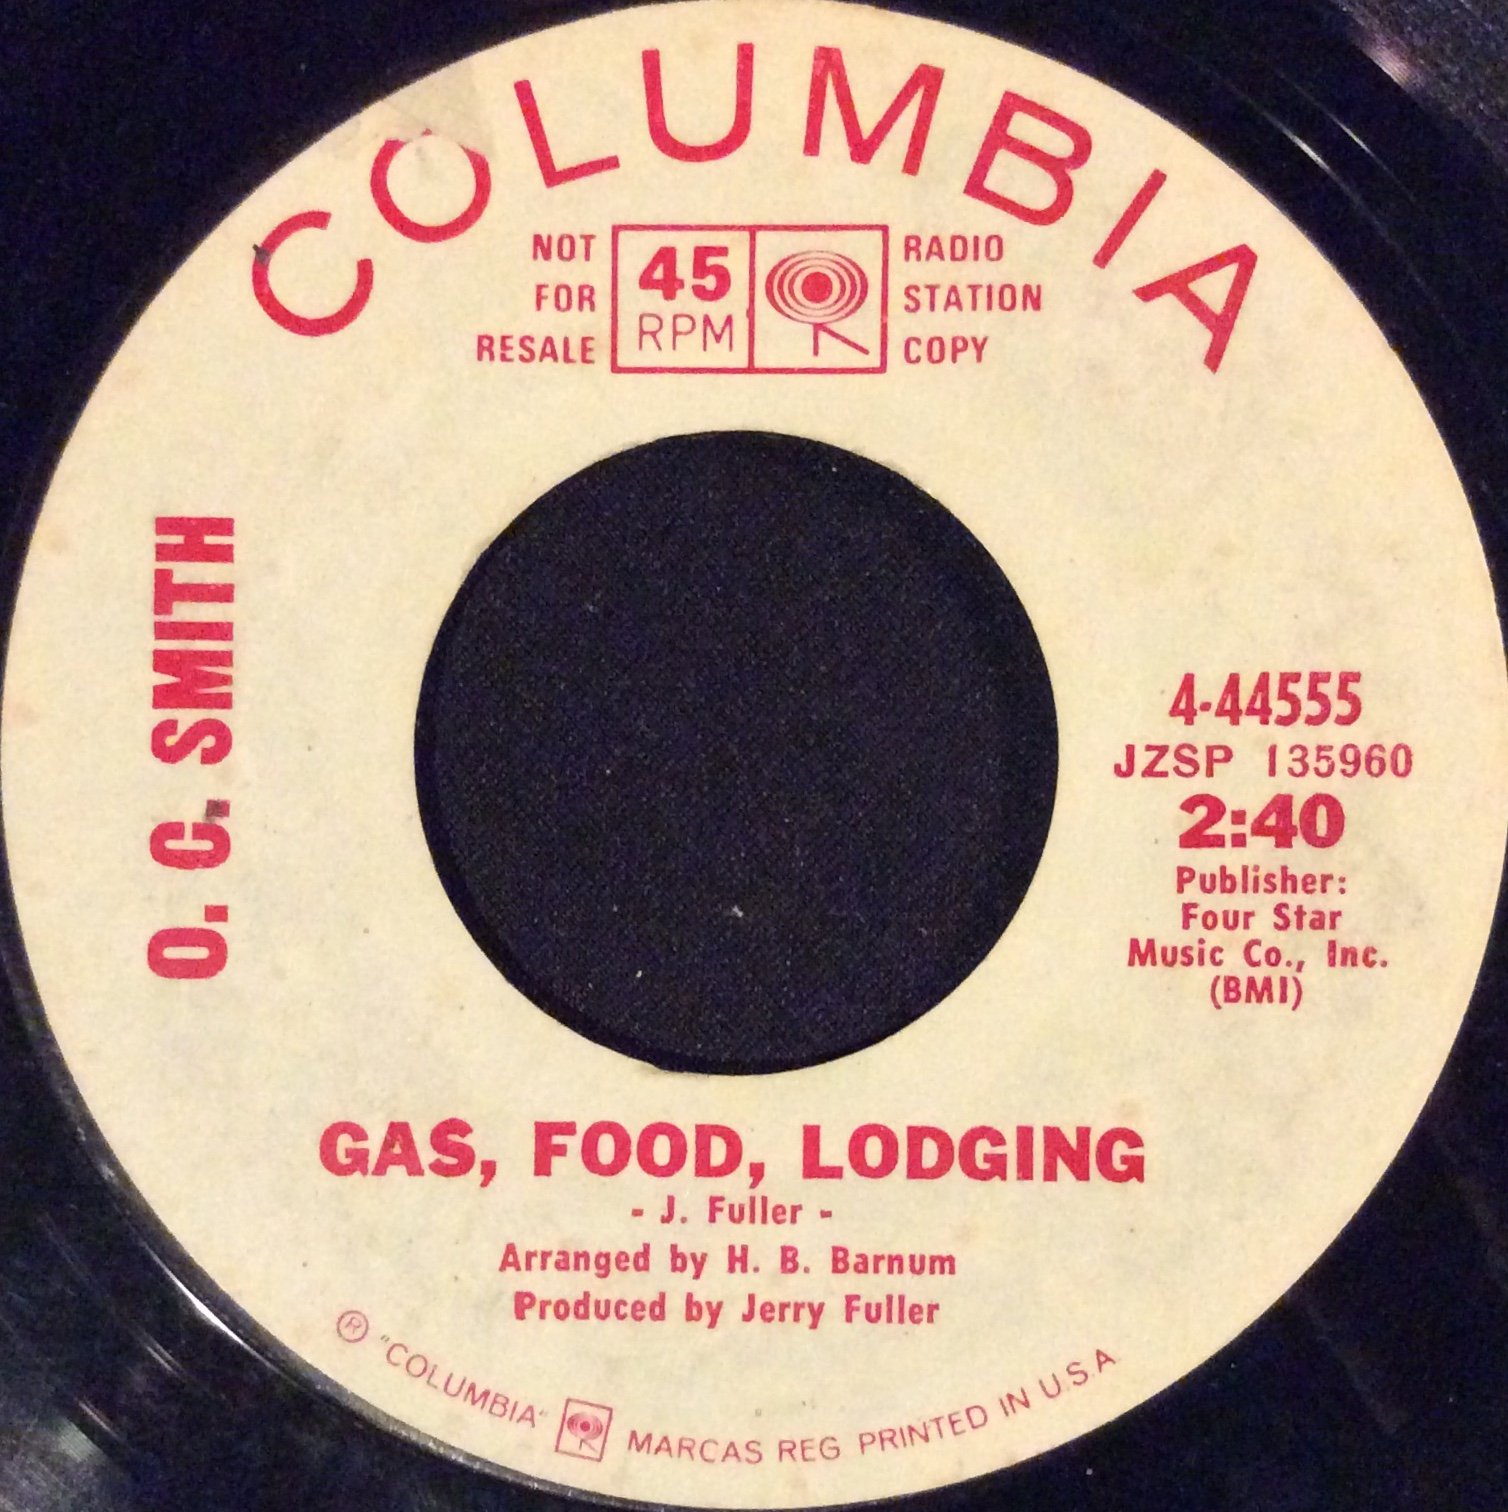 COLUMBIA
NOT
FOR
RESALE
45
RPM
RADIO
STATION
COPY
O. C. SMITH
4-44555
JZSP 135960
2:40
Publisher:
Four Star
Music Co., Inc.
(BMI)
GAS, FOOD, LODGING
- J. Fuller -
Arranged by H. B. Barnum
Produced by Jerry Fuller
® "COLUMBIA" MARCAS REG PRINTED IN U.S.A